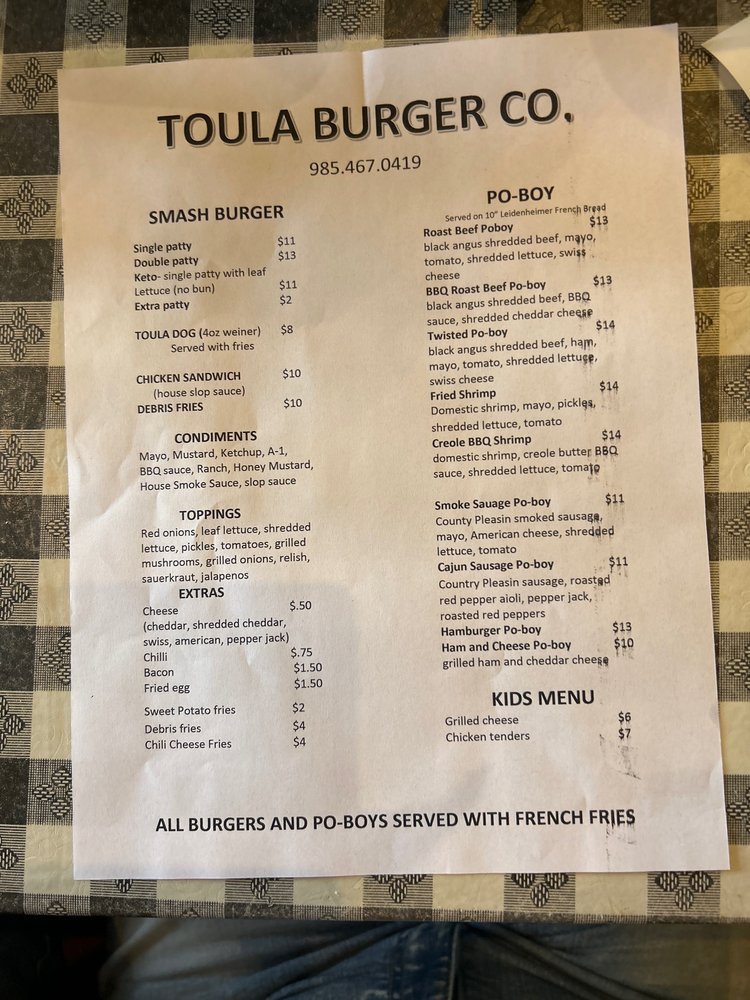 TOULA BURGER CO.
985.467.0419
SMASH BURGER
Single patty $11
Double patty $13
Keto- single patty with leaf
Lettuce (no bun) $11
Extra patty $2
TOULA DOG (4oz weiner) $8
Served with fries
CHICKEN SANDWICH $10
(house slop sauce)
DEBRIS FRIES $10
CONDIMENTS
Mayo, Mustard, Ketchup, A-1,
BBQ sauce, Ranch, Honey Mustard,
House Smoke Sauce, slop sauce
TOPPINGS
Red onions, leaf lettuce, shredded
lettuce, pickles, tomatoes, grilled
mushrooms, grilled onions, relish,
sauerkraut, jalapenos
EXTRAS
Cheese $.50
(cheddar, shredded cheddar,
swiss, american, pepper jack)
Chilli $.75
Bacon $1.50
Fried egg $1.50
Sweet Potato fries $2
Debris fries $4
Chili Cheese Fries $4
PO-BOY
Served on 10" Leidenheimer French Bread
Roast Beef Poboy $13
black angus shredded beef, mayo,
tomato, shredded lettuce, swiss
cheese
BBQ Roast Beef Po-boy $13
black angus shredded beef, BBQ
sauce, shredded cheddar cheese
Twisted Po-boy $14
black angus shredded beef, ham,
mayo, tomato, shredded lettuce,
swiss cheese
Fried Shrimp $14
Domestic shrimp, mayo, pickles,
shredded lettuce, tomato
Creole BBQ Shrimp $14
domestic shrimp, creole butter BBQ
sauce, shredded lettuce, tomato
Smoke Sauage Po-boy $11
County Pleasin smoked sausage,
mayo, American cheese, shredded
lettuce, tomato
Cajun Sausage Po-boy $11
Country Pleasin sausage, roasted
red pepper aioli, pepper jack,
roasted red peppers
Hamburger Po-boy $13
Ham and Cheese Po-boy $10
grilled ham and cheddar cheese
KIDS MENU
Grilled cheese $6
Chicken tenders $7
ALL BURGERS AND PO-BOYS SERVED WITH FRENCH FRIES